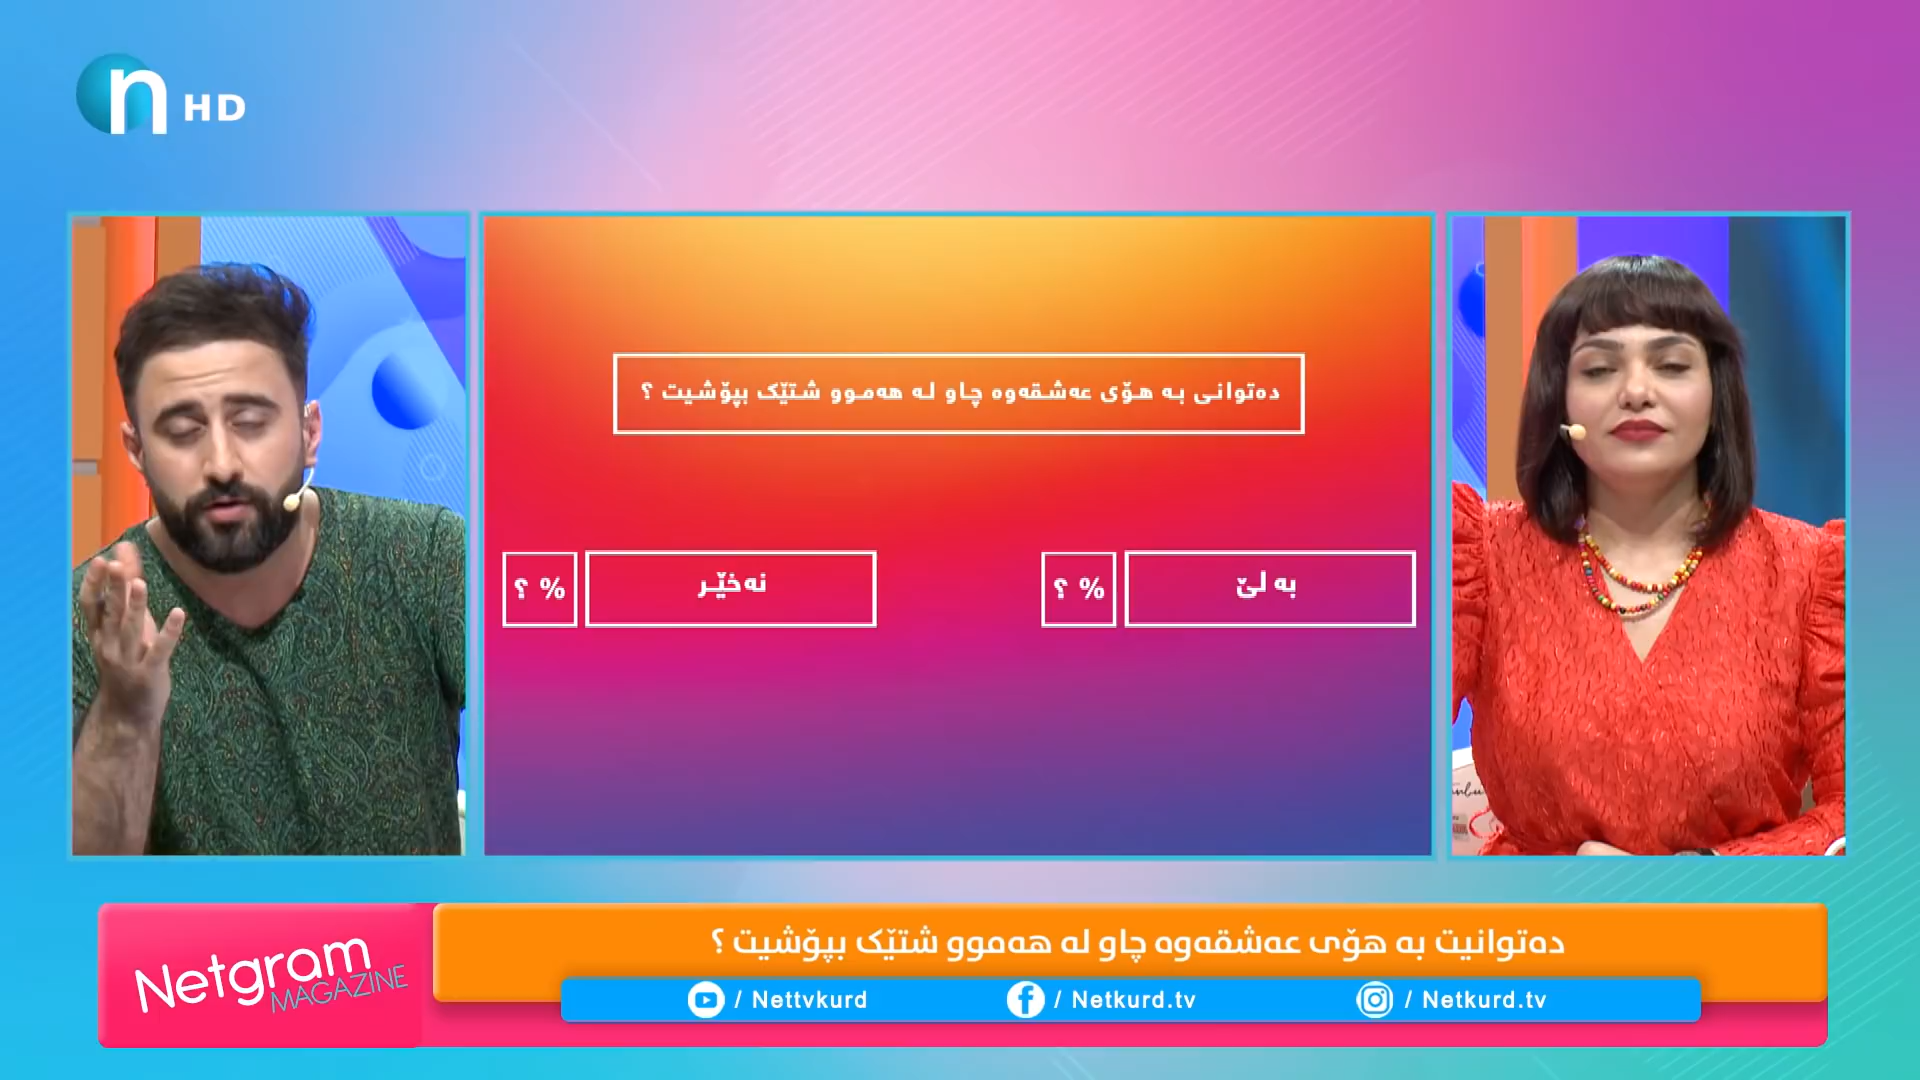 n HD
دەتوانی بە هۆی عەشقەوە چاو لە هەموو شتێک بپۆشیت ؟
بەلێ
% ؟
نەخێر
% ؟
Netgram
MAGAZINE
دەتوانیت بە هۆی عەشقەوە چاو لە هەموو شتێک بپۆشیت ؟
/ Nettvkurd
/ Netkurd.tv
/ Netkurd.tv